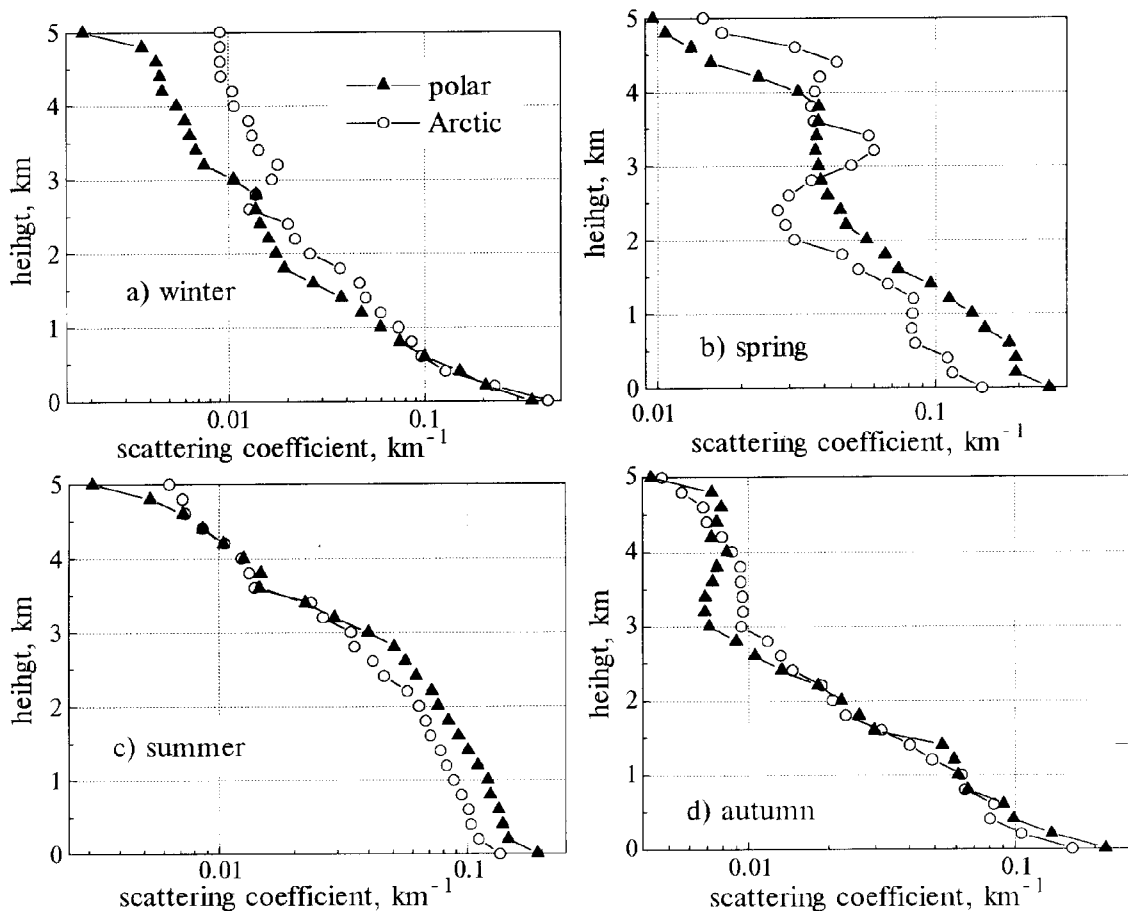 5
4
3
2
1
0
heihgt, km
polar
Arctic
a) winter
0.01
0.1
scattering coefficient, km⁻¹
5
4
3
2
1
0
heihgt, km
b) spring
0.01
0.1
scattering coefficient, km⁻¹
5
4
3
2
1
0
heihgt, km
c) summer
0.01
0.1
scattering coefficient, km⁻¹
5
4
3
2
1
0
heihgt, km
d) autumn
0.01
0.1
scattering coefficient, km⁻¹